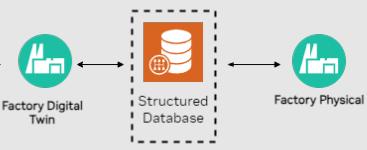 Factory Digital
Twin
Structured
Database
Factory Physical